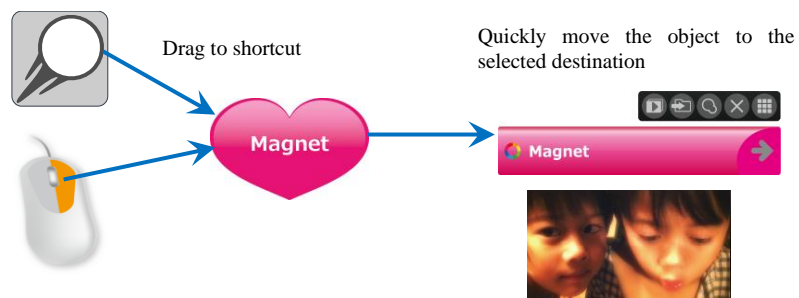 Drag to shortcut
Quickly move the object to the
selected destination
Magnet
Magnet